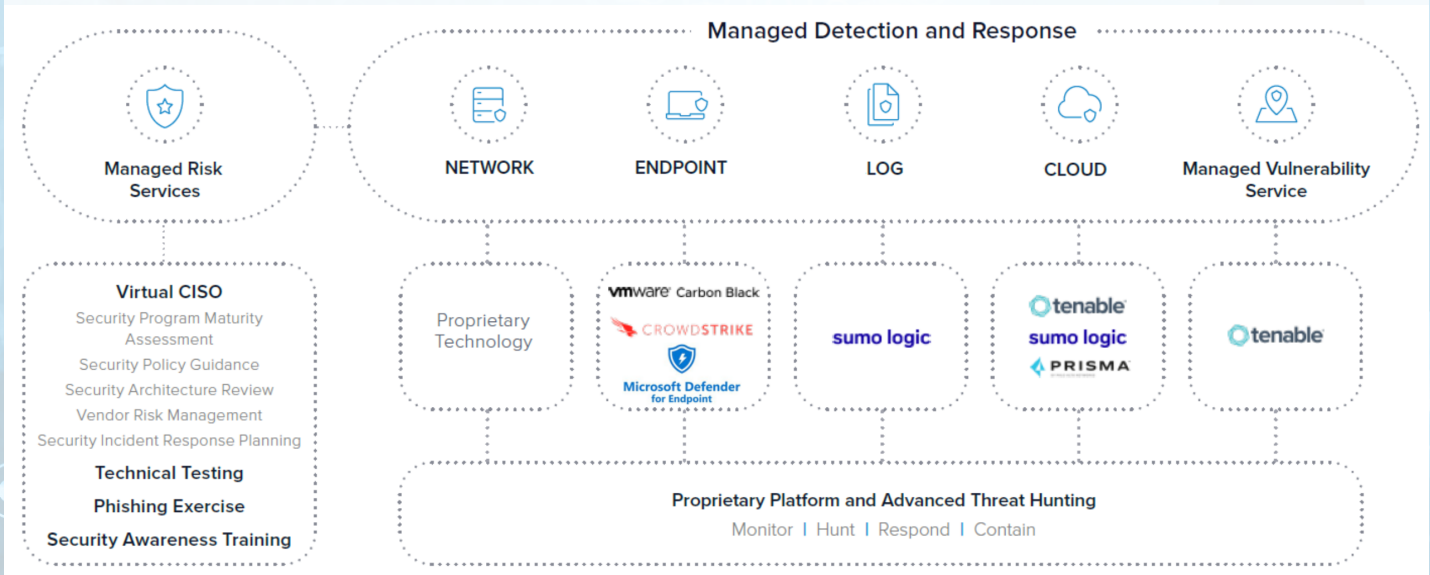 Managed Detection and Response
Managed Risk
Services
NETWORK
ENDPOINT
LOG
CLOUD
Managed Vulnerability
Service
Virtual CISO
Security Program Maturity
Assessment
Security Policy Guidance
Security Architecture Review
Vendor Risk Management
Security Incident Response Planning
Technical Testing
Phishing Exercise
Security Awareness Training
Proprietary
Technology
vmware Carbon Black
CROWDSTRIKE
Microsoft Defender
for Endpoint
sumo logic
tenable
sumo logic
PRISMA
tenable
Proprietary Platform and Advanced Threat Hunting
Monitor | Hunt | Respond | Contain